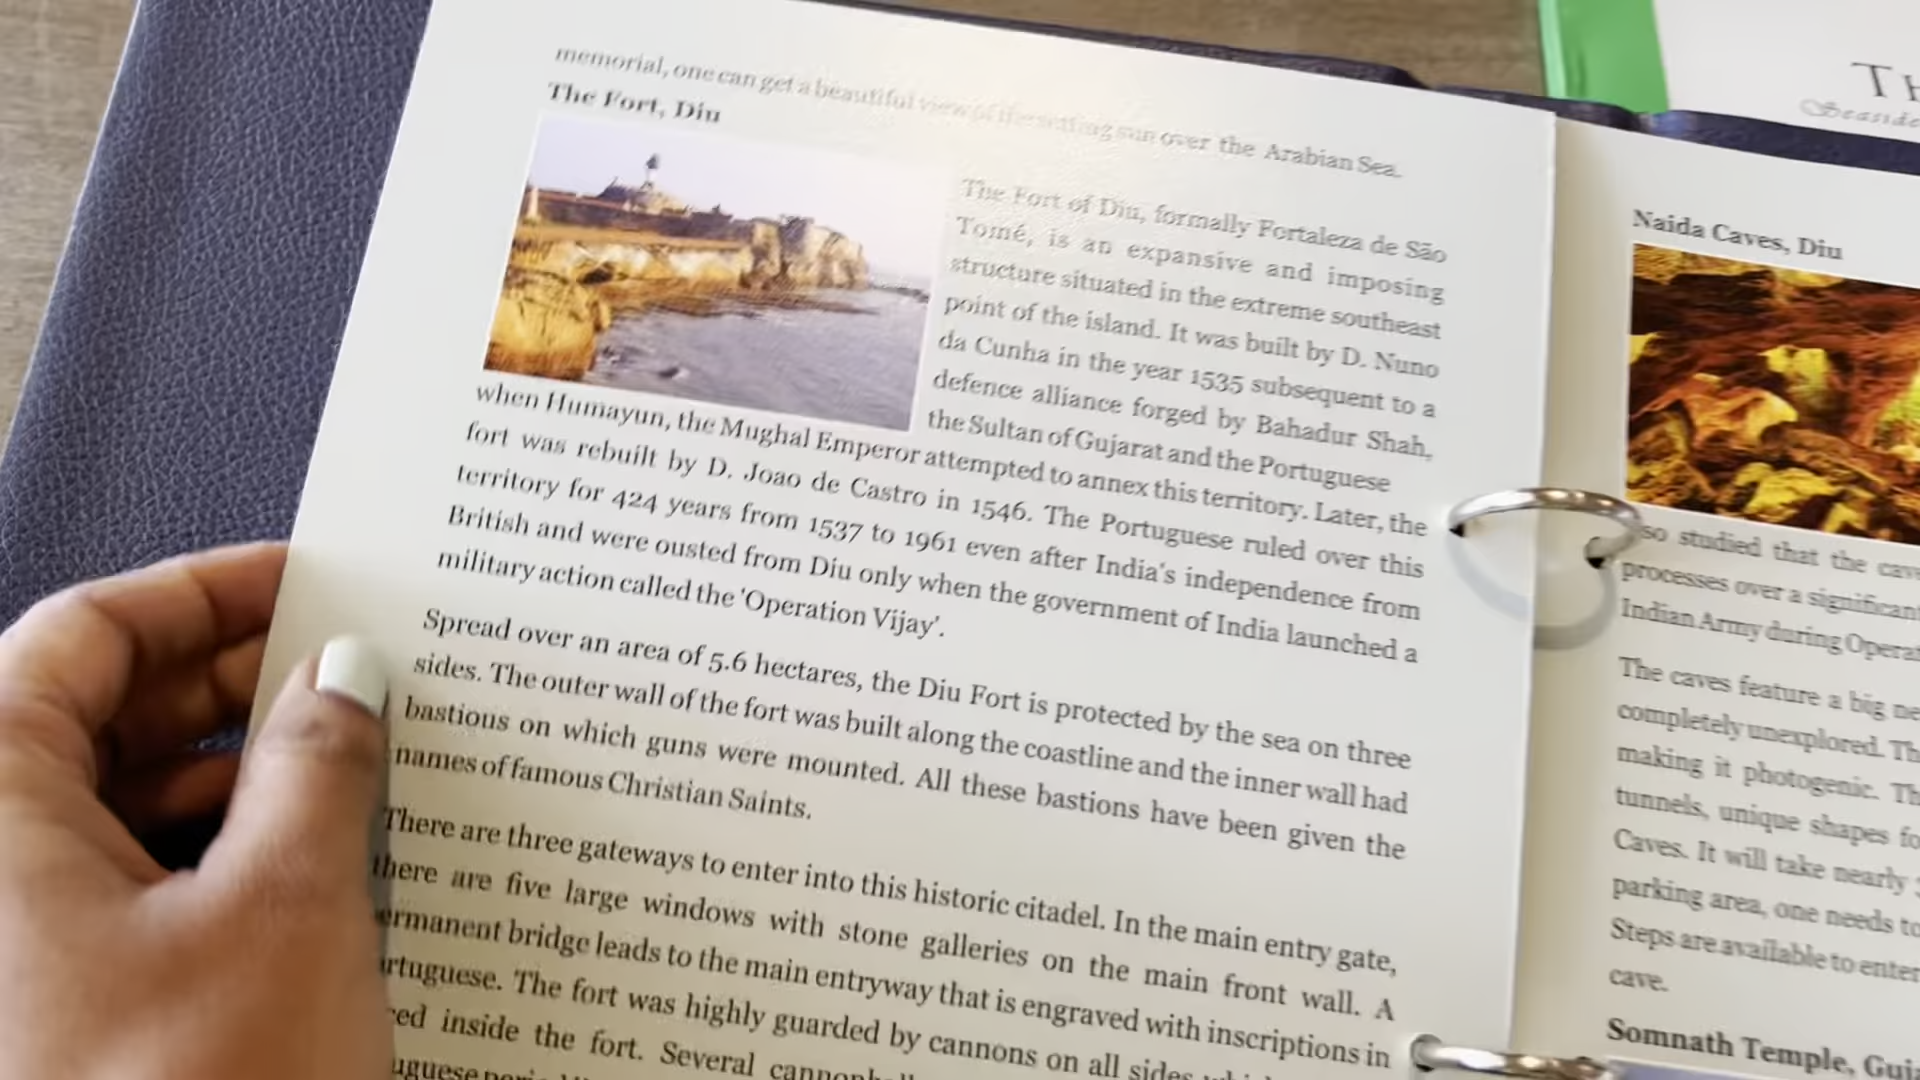 memorial, one can get a beautiful view of the setting sun over the Arabian Sea.
The Fort, Diu
The Fort of Diu, formally Fortaleza de São
Tomé, is an expansive and imposing
structure situated in the extreme southeast
point of the island. It was built by D. Nuno
da Cunha in the year 1535 subsequent to a
defence alliance forged by Bahadur Shah,
the Sultan of Gujarat and the Portuguese
when Humayun, the Mughal Emperor attempted to annex this territory. Later, the
fort was rebuilt by D. Joao de Castro in 1546. The Portuguese ruled over this
territory for 424 years from 1537 to 1961 even after India's independence from
British and were ousted from Diu only when the government of India launched a
military action called the 'Operation Vijay'.
Spread over an area of 5.6 hectares, the Diu Fort is protected by the sea on three
sides. The outer wall of the fort was built along the coastline and the inner wall had
bastious on which guns were mounted. All these bastions have been given the
names of famous Christian Saints.
There are three gateways to enter into this historic citadel. In the main entry gate,
there are five large windows with stone galleries on the main front wall. A
ermanent bridge leads to the main entryway that is engraved with inscriptions in
rtuguese. The fort was highly guarded by cannons on all sides
inside the fort. Several
Naida Caves, Diu
so studied that the
processes over a significant
Indian Army during
The caves feature a big
completely unexplored.
making it photogenic.
tunnels, unique shapes
Caves. It will take nearly
parking area, one needs to
Steps are available to enter
cave.
Somnath Temple,
Seaside